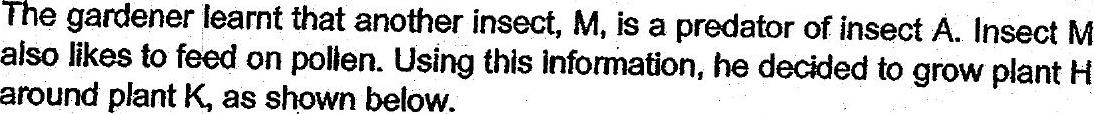 The gardener learnt that another insect, M, is a predator of insect A. Insect M
also likes to feed on pollen. Using this information, he decided to grow plant H
around plant K, as shown below.